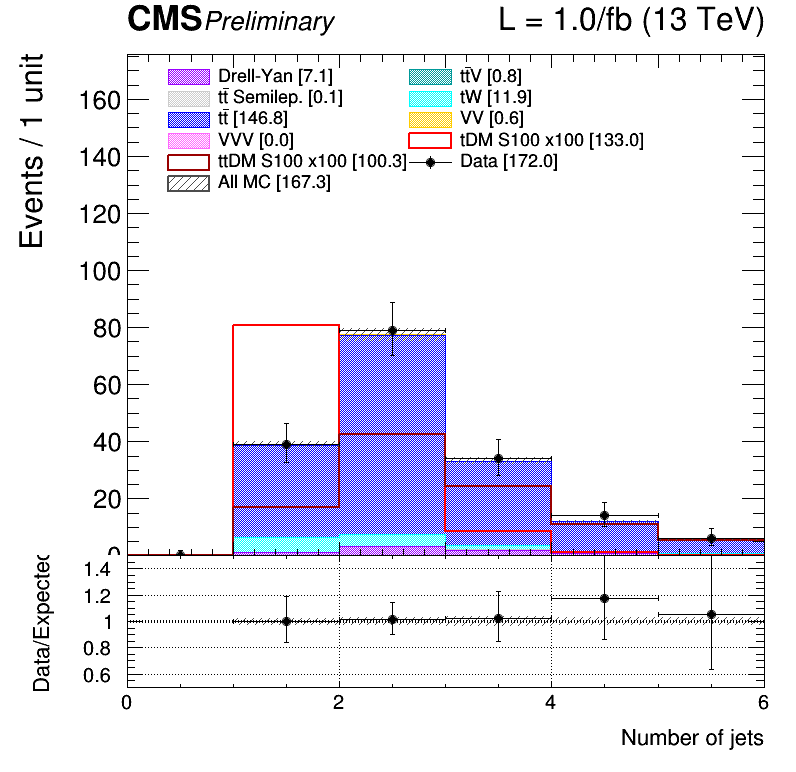 CMS Preliminary L = 1.0/fb (13 TeV)
Events / 1 unit
160
140
120
100
80
60
40
20
0
Drell-Yan [7.1]
tt̄V [0.8]
tt̄ Semilep. [0.1]
tW [11.9]
tt̄ [146.8]
VV [0.6]
VVV [0.0]
tDM S100 x100 [133.0]
ttDM S100 x100 [100.3]
Data [172.0]
All MC [167.3]
Data/Expected
1.4
1.2
1
0.8
0.6
0 2 4 6
Number of jets